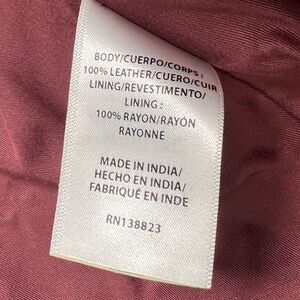 BODY/CUERPO/CORPS :
100% LEATHER/CUERO/CUIR
LINING/REVESTIMENTO/
LINING :
100% RAYON/RAYÓN
RAYONNE
MADE IN INDIA/
HECHO EN INDIA/
FABRIQUÉ EN INDE
RN138823